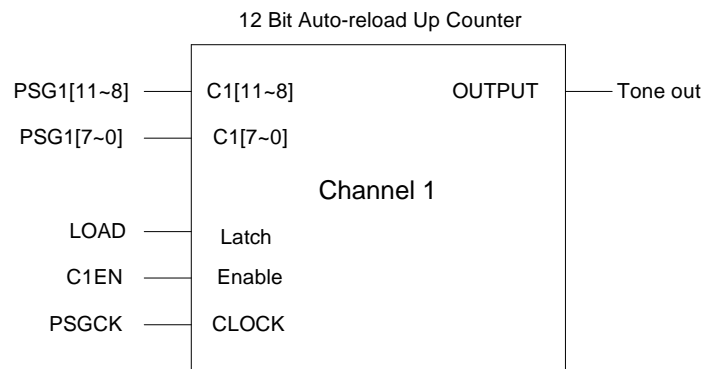 12 Bit Auto-reload Up Counter
PSG1[11~8] C1[11~8] OUTPUT Tone out
PSG1[7~0] C1[7~0]
Channel 1
LOAD Latch
C1EN Enable
PSGCK CLOCK